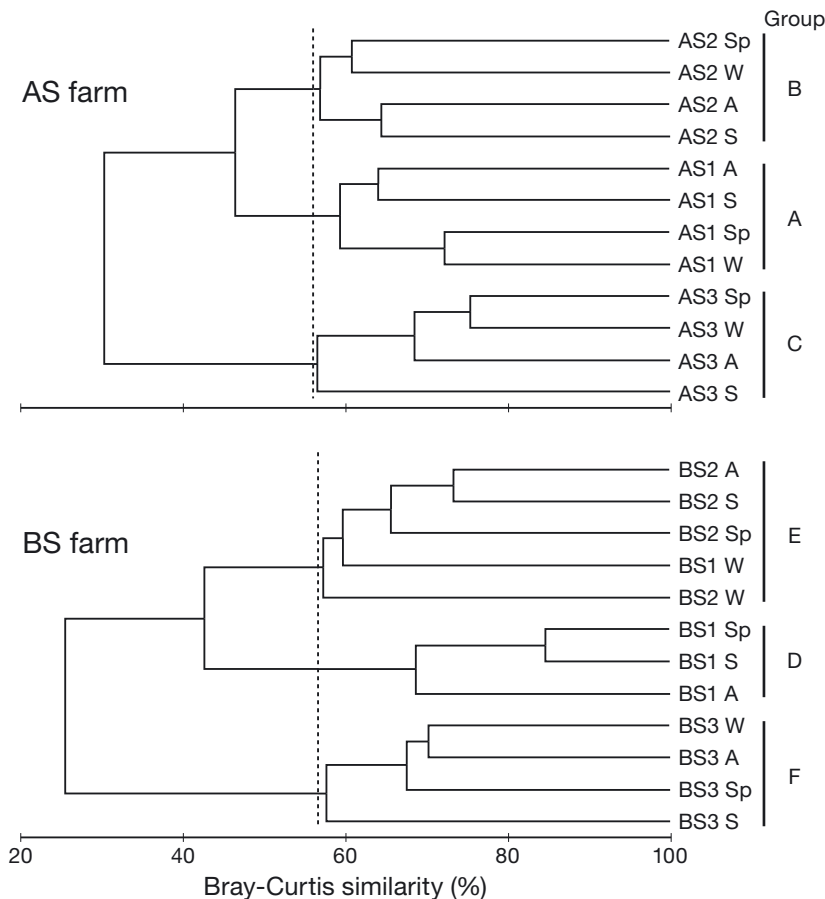 Group
AS farm
AS2 Sp
AS2 W
AS2 A
AS2 S
B
AS1 A
AS1 S
AS1 Sp
AS1 W
A
AS3 Sp
AS3 W
AS3 A
AS3 S
C
BS farm
BS2 A
BS2 S
BS2 Sp
BS1 W
BS2 W
E
BS1 Sp
BS1 S
BS1 A
D
BS3 W
BS3 A
BS3 Sp
BS3 S
F
20 40 60 80 100
Bray-Curtis similarity (%)